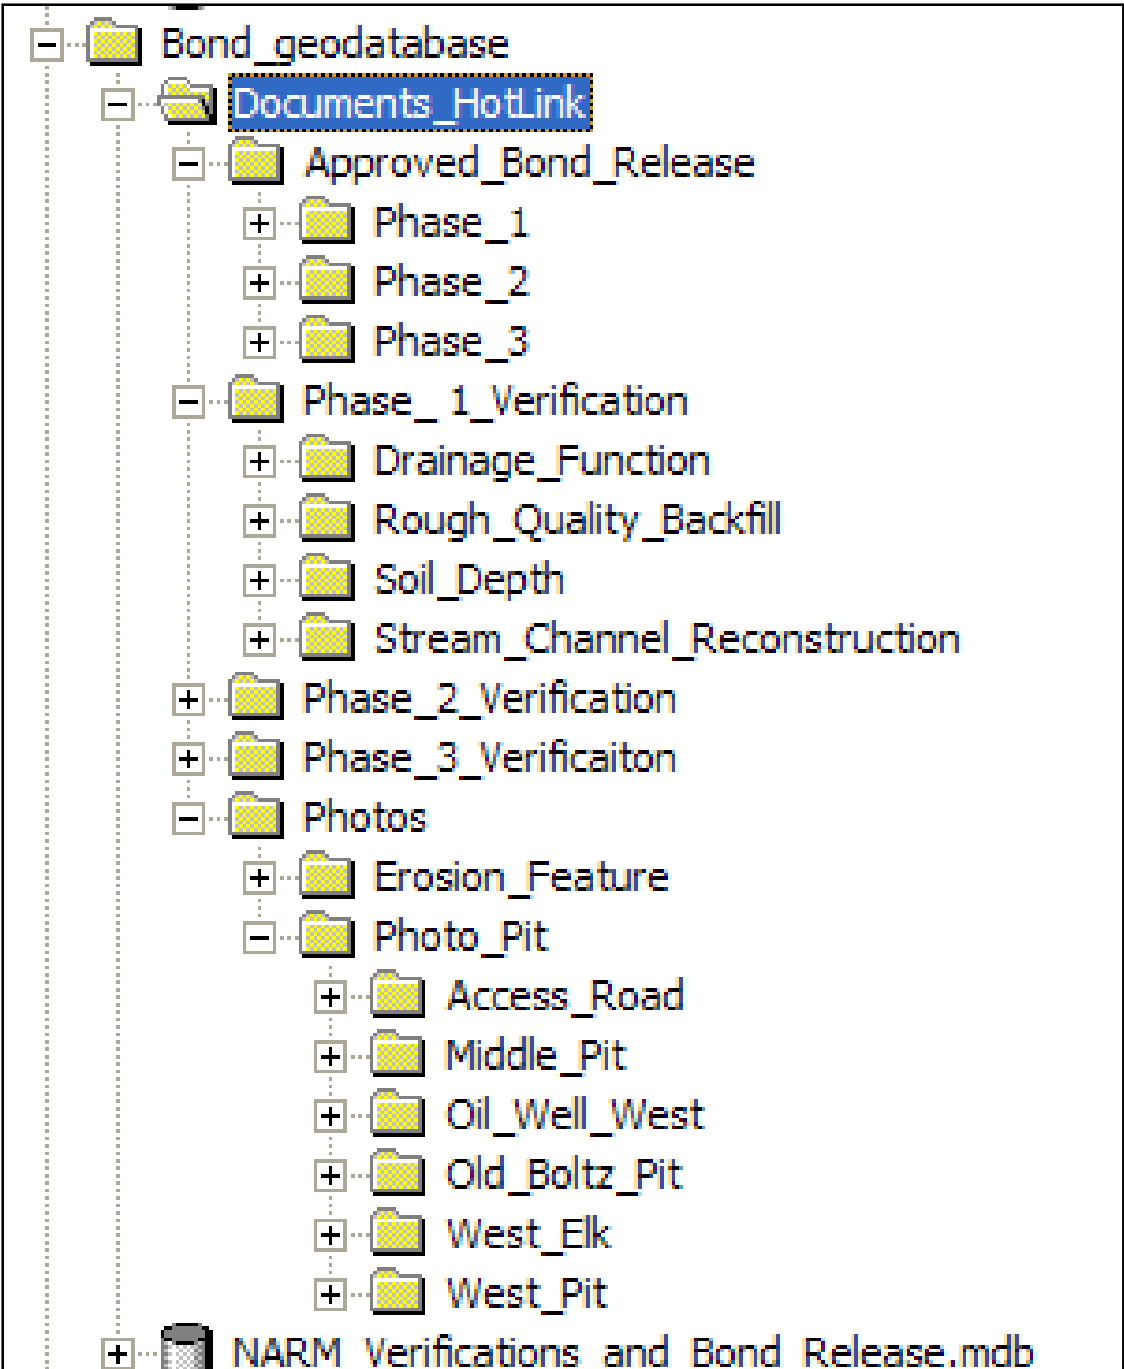 Bond_geodatabase
Documents_HotLink
Approved_Bond_Release
Phase_1
Phase_2
Phase_3
Phase_ 1_Verification
Drainage_Function
Rough_Quality_Backfill
Soil_Depth
Stream_Channel_Reconstruction
Phase_2_Verification
Phase_3_Verificaiton
Photos
Erosion_Feature
Photo_Pit
Access_Road
Middle_Pit
Oil_Well_West
Old_Boltz_Pit
West_Elk
West_Pit
NARM_Verifications_and_Bond_Release.mdb